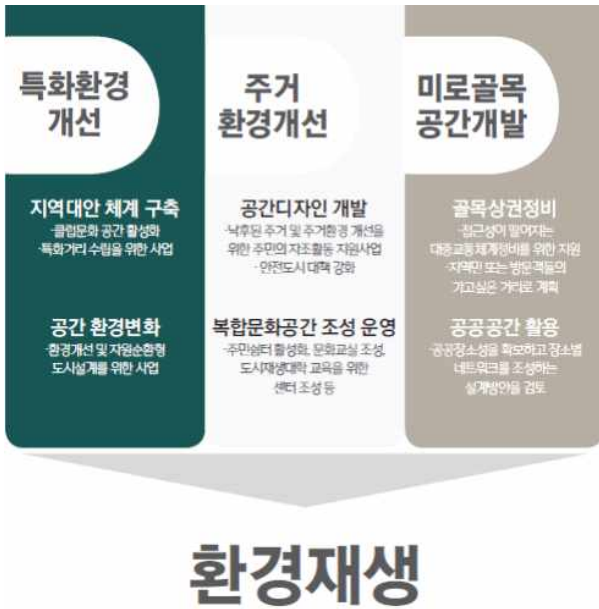 특화환경
개선
지역대안 체계 구축
-클럽문화 공간 활성화
-특화거리 수립을 위한 사업
공간 환경변화
-환경개선 및 자원순환형
도시설계를 위한 사업
주거
환경개선
공간디자인 개발
-낙후된 주거 및 주거환경 개선을
위한 주민의 자조활동 지원사업
- 안전도시 대책 강화
복합문화공간 조성 운영
-주민쉼터 활성화, 문화교실 조성,
도시재생대학 교육을 위한
센터 조성 등
미로골목
공간개발
골목상권정비
-접근성이 떨어지는
대중교통체계정비를 위한 지원
-지역민 또는 방문객들의
가고싶은 거리로 계획
공공공간 활용
-공공장소성을 확보하고 장소별
네트워크를 조성하는
설계방안을 검토
환경재생